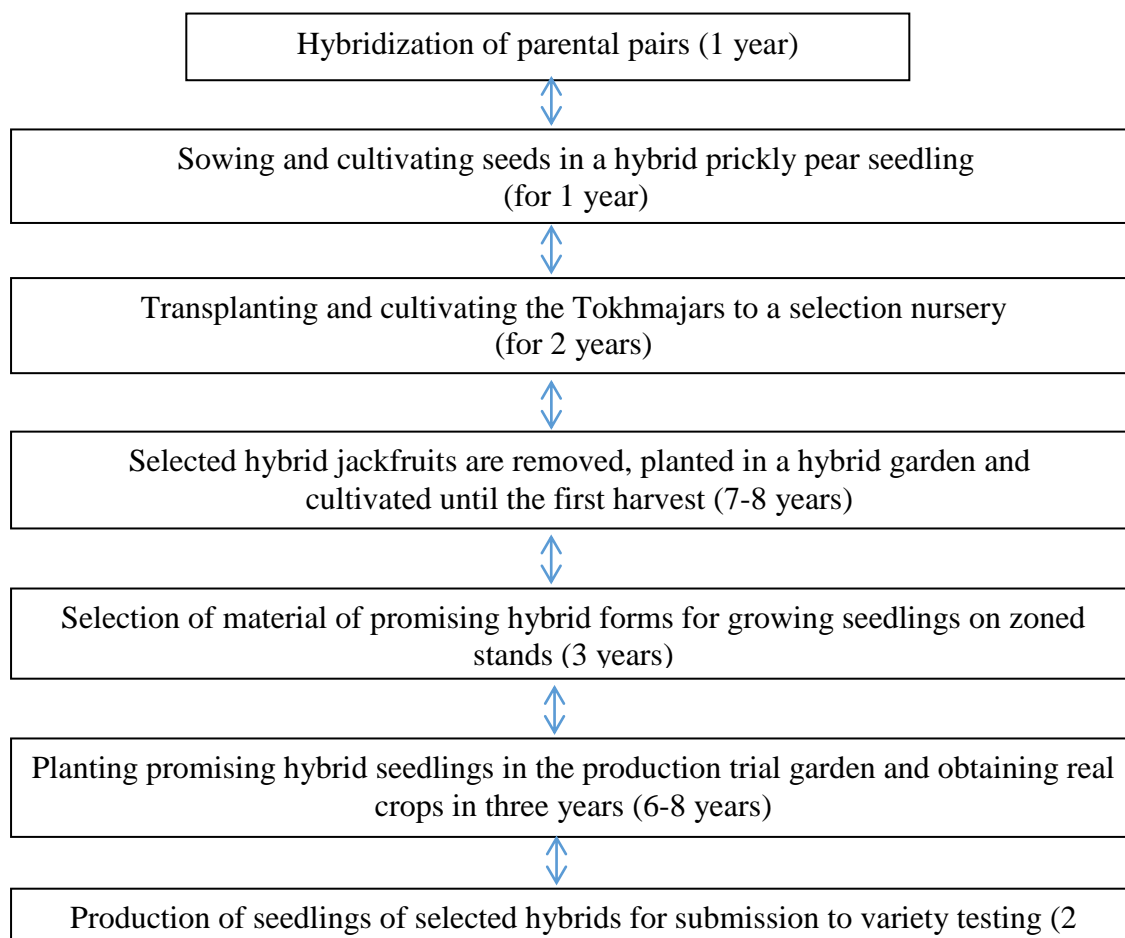 Hybridization of parental pairs (1 year)
Sowing and cultivating seeds in a hybrid prickly pear seedling
(for 1 year)
Transplanting and cultivating the Tokhmajars to a selection nursery
(for 2 years)
Selected hybrid jackfruits are removed, planted in a hybrid garden and
cultivated until the first harvest (7-8 years)
Selection of material of promising hybrid forms for growing seedlings on zoned
stands (3 years)
Planting promising hybrid seedlings in the production trial garden and obtaining real
crops in three years (6-8 years)
Production of seedlings of selected hybrids for submission to variety testing (2